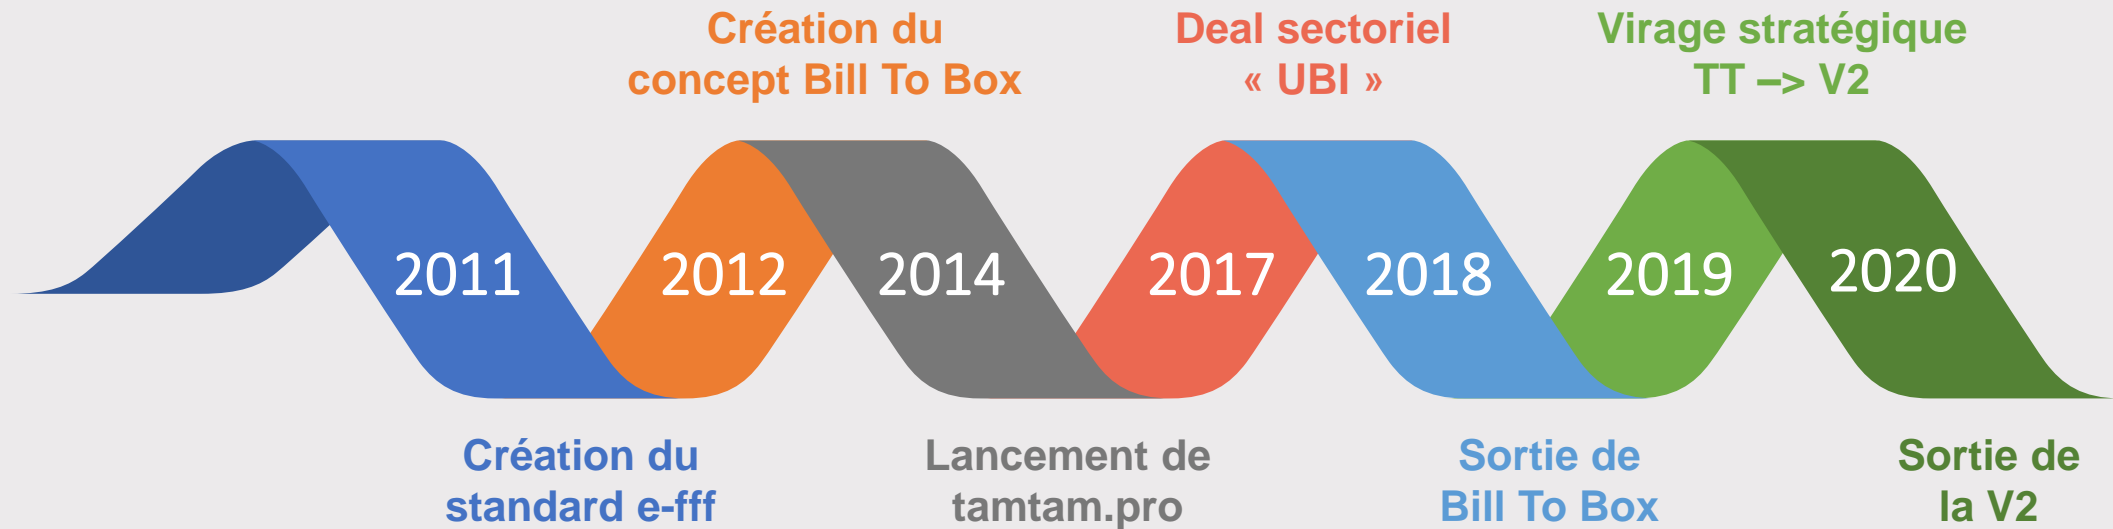 Création du
concept Bill To Box
Deal sectoriel
« UBI »
Virage stratégique
TT –> V2
2011
2012
2014
2017
2018
2019
2020
Création du
standard e-fff
Lancement de
tamtam.pro
Sortie de
Bill To Box
Sortie de
la V2